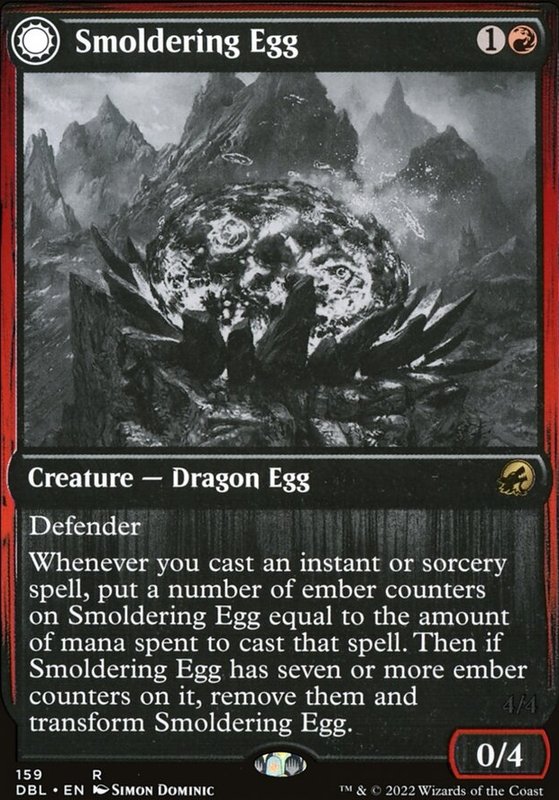 Smoldering Egg 1
Creature — Dragon Egg
Defender
Whenever you cast an instant or sorcery
spell, put a number of ember counters
on Smoldering Egg equal to the amount
of mana spent to cast that spell. Then if
Smoldering Egg has seven or more ember
counters on it, remove them and
transform Smoldering Egg.
4/4
0/4
159 R
DBL • EN SIMON DOMINIC
™ & © 2022 Wizards of the Coast